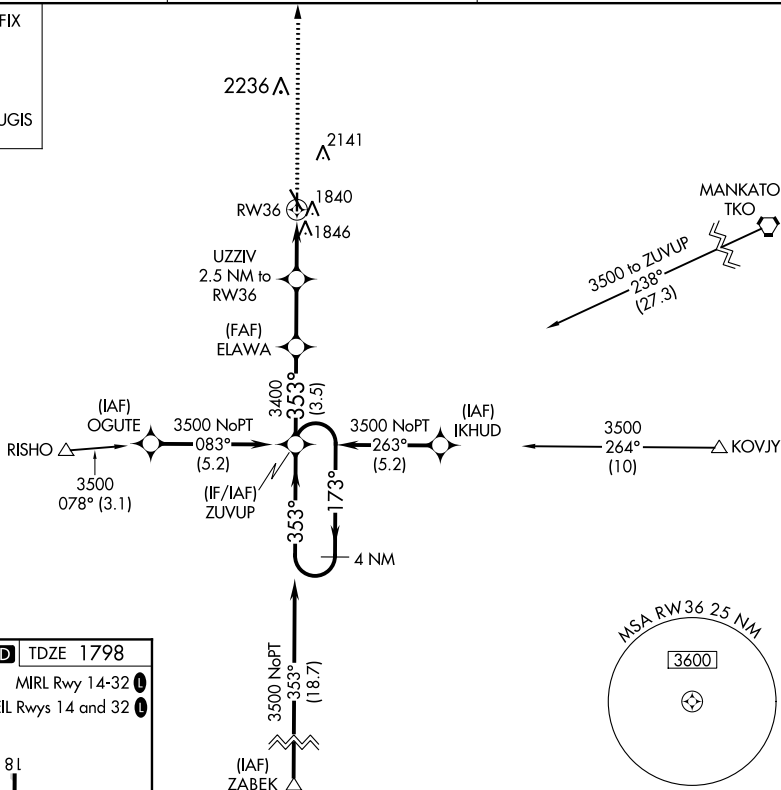 FIX
UGIS
2236
2141
RW36
1840
1846
UZZIV
2.5 NM to
RW36
(FAF)
ELAWA
MANKATO
TKO
3500 to ZUVUP
238°
(27.3)
3400
353°
(3.5)
(IAF)
OGUTE
3500 NoPT
083°
(5.2)
3500 NoPT
263°
(5.2)
(IAF)
IKHUD
RISHO
3500
078° (3.1)
3500
264°
(10)
KOVJY
(IF/IAF)
ZUVUP
353°
173°
4 NM
3500 NoPT
353°
(18.7)
(IAF)
ZABEK
MSA RW36 25 NM
3600
D TDZE 1798
MIRL Rwy 14-32 L
EIL Rwys 14 and 32 L
18